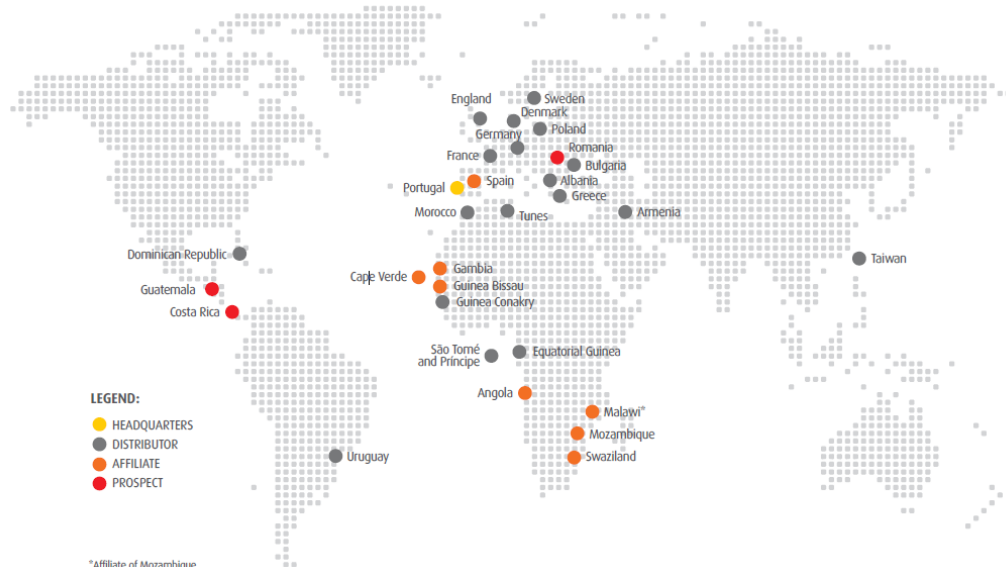 England
Sweden
Denmark
Germany
Poland
France
Romania
Bulgaria
Portugal
Spain
Albania
Greece
Morocco
Tunes
Armenia
Dominican Republic
Taiwan
Cape Verde
Gambia
Guatemala
Guinea Bissau
Guinea Conakry
Costa Rica
São Tomé
and Príncipe
Equatorial Guinea
Angola
LEGEND:
HEADQUARTERS
DISTRIBUTOR
AFFILIATE
PROSPECT
Malawi*
Mozambique
Swaziland
Uruguay
*Affiliate of Mozambique